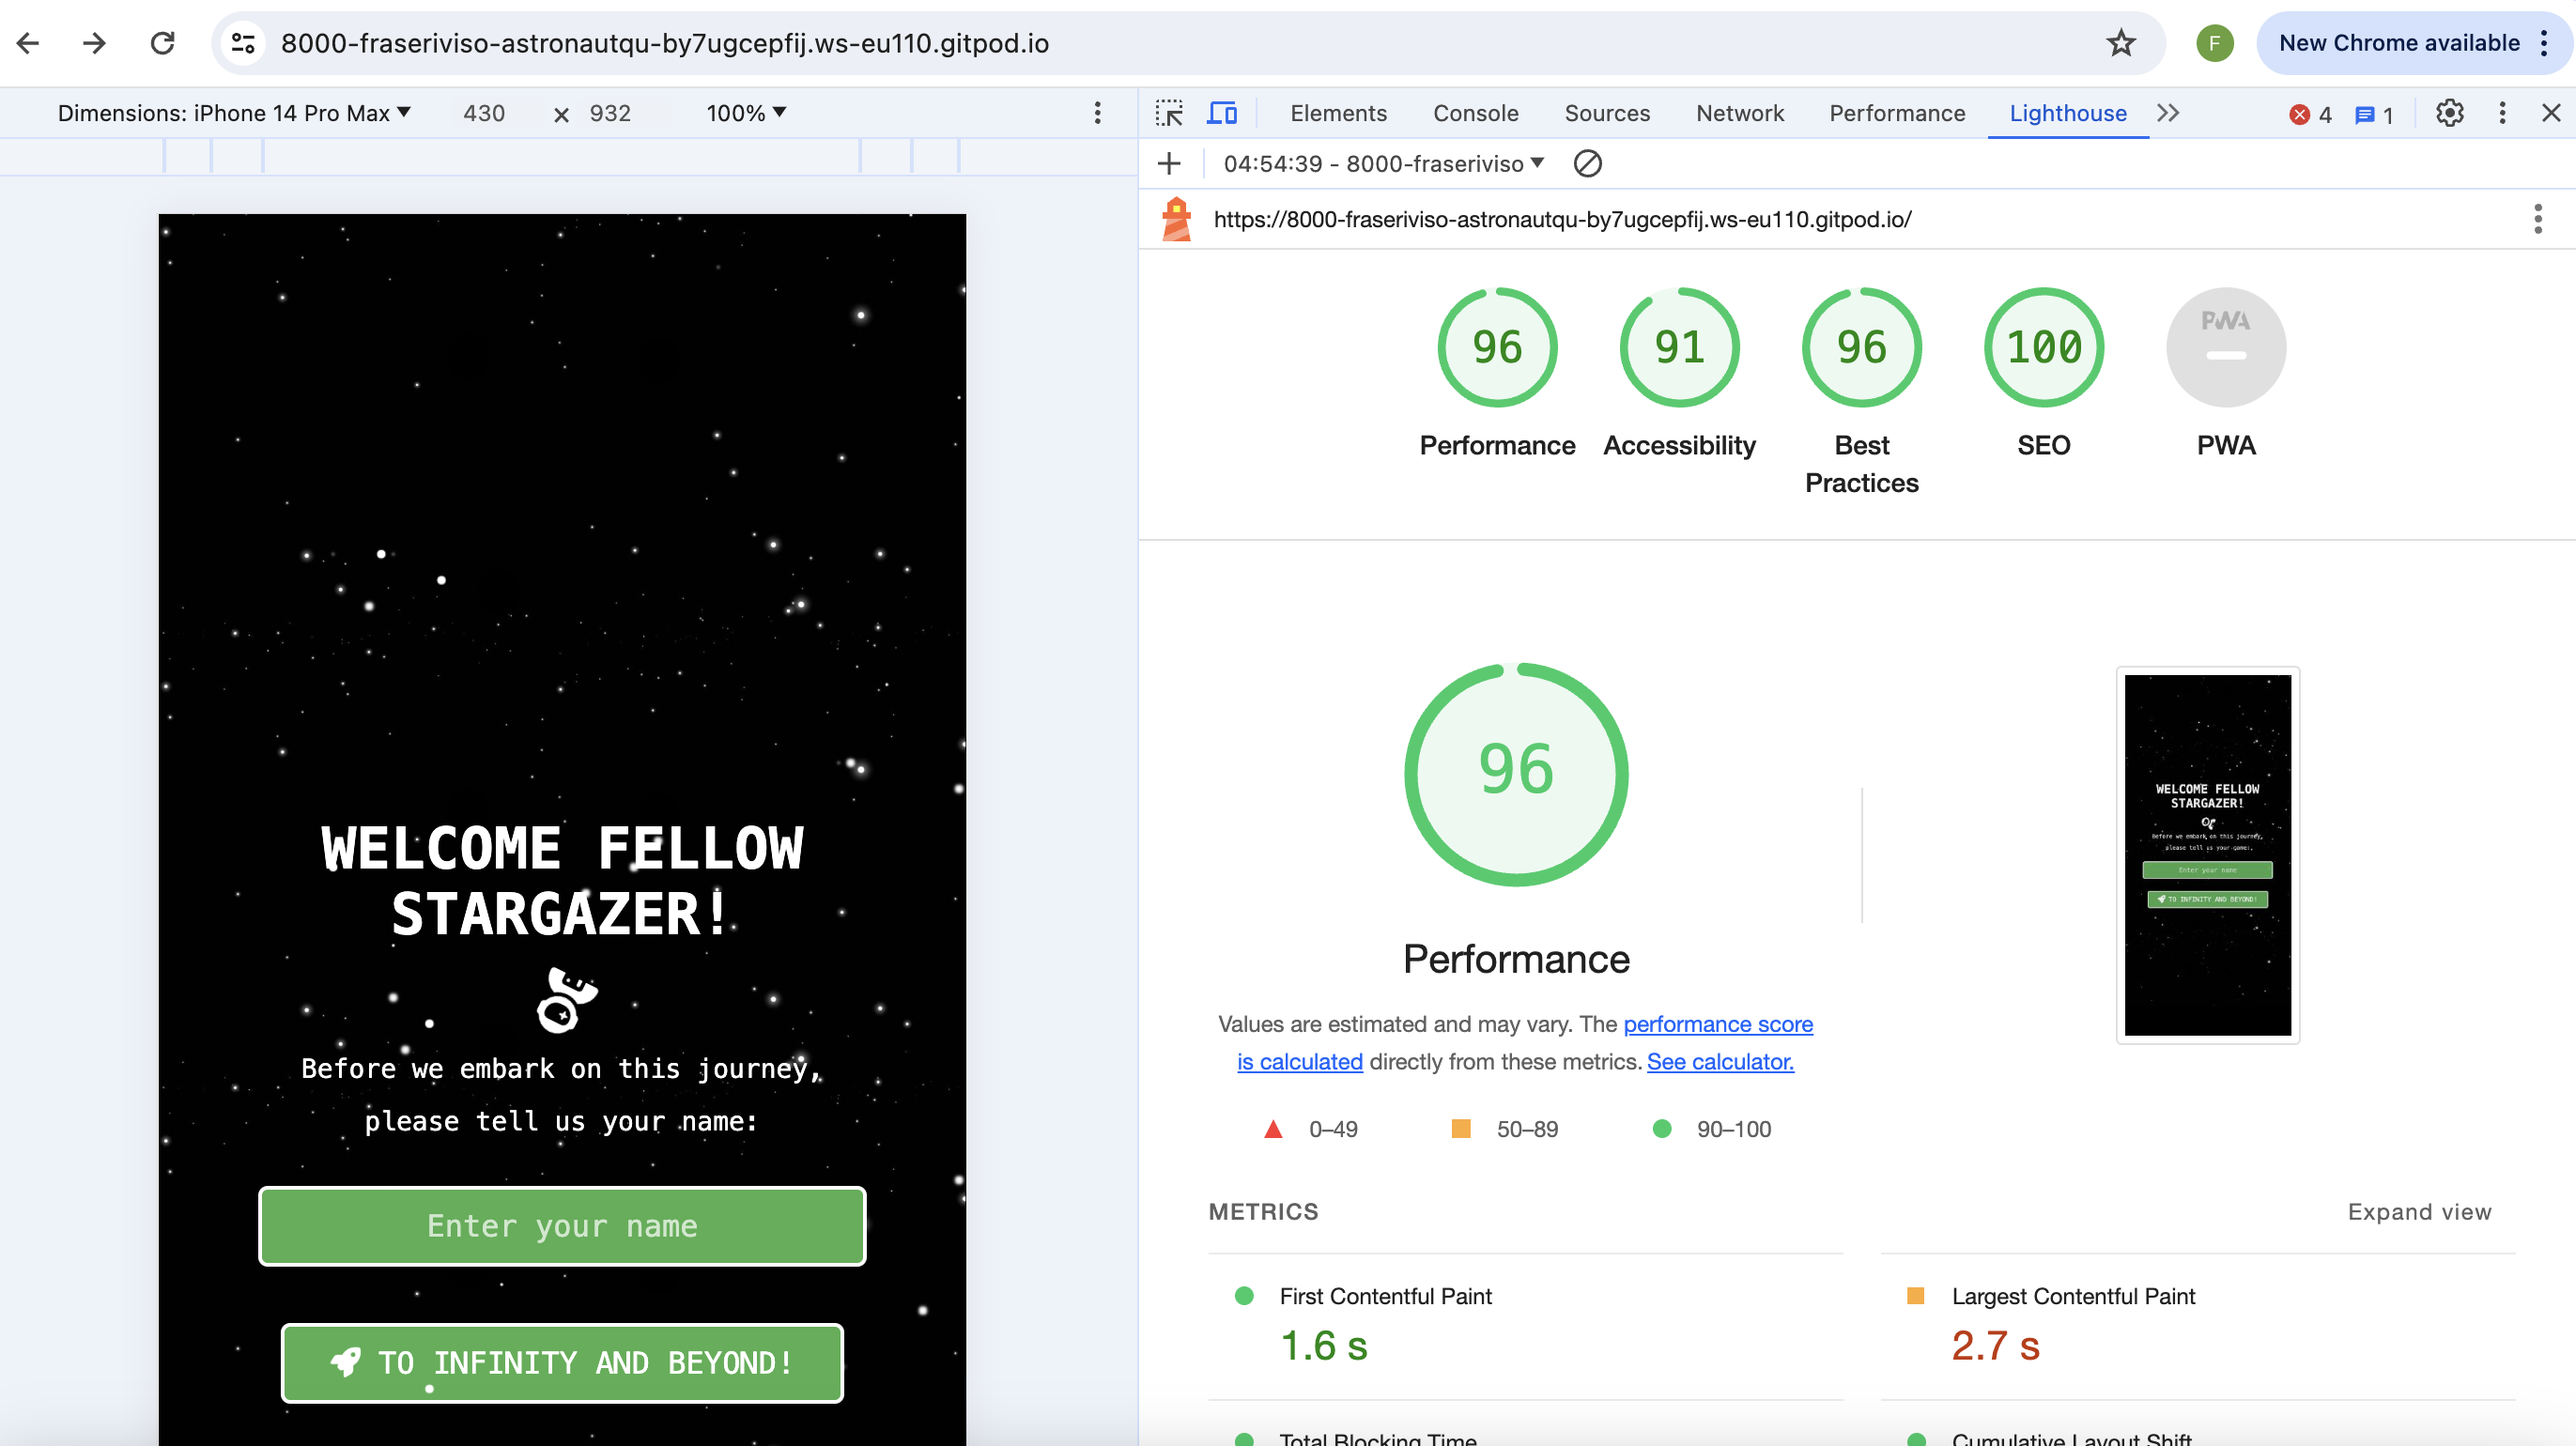 8000-fraseriviso-astronautqu-by7ugcepfij.ws-eu110.gitpod.io
F
New Chrome available
Dimensions: iPhone 14 Pro Max 430 × 932 100%
Elements Console Sources Network Performance Lighthouse 4 1
04:54:39 - 8000-fraseriviso
https://8000-fraseriviso-astronautqu-by7ugcepfij.ws-eu110.gitpod.io/
WELCOME FELLOW
STARGAZER!
Before we embark on this journey,
please tell us your name:
Enter your name
TO INFINITY AND BEYOND!
96 91 96 100 PWA
Performance Accessibility Best Practices SEO PWA
96
Performance
Values are estimated and may vary. The performance score
is calculated directly from these metrics. See calculator.
0–49 50–89 90–100
WELCOME FELLOW
STARGAZER!
Before we embark on this journey,
please tell us your name:
Enter your name
TO INFINITY AND BEYOND!
METRICS Expand view
First Contentful Paint
1.6 s
Largest Contentful Paint
2.7 s
Total Blocking Time
Cumulative Layout Shift